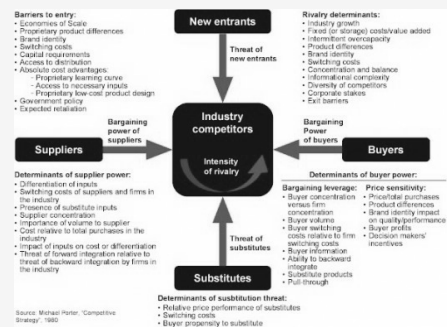 Barriers to entry:
• Economies of Scale
• Proprietary product differences
• Brand identity
• Switching costs
• Capital requirements
• Access to distribution
• Absolute cost advantages:
- Proprietary learning curve
- Access to necessary inputs
- Proprietary low-cost product design
• Government policy
• Expected retaliation
New entrants
Threat of
new entrants
Rivalry determinants:
• Industry growth
• Fixed (or storage) costs/value added
• Intermittent overcapacity
• Product differences
• Brand identity
• Switching costs
• Concentration and balance
• Informational complexity
• Diversity of competitors
• Corporate stakes
• Exit barriers
Bargaining
power of
suppliers
Suppliers
Industry
competitors
Intensity
of rivalry
Bargaining
Power
of buyers
Buyers
Determinants of supplier power:
• Differentiation of inputs
• Switching costs of suppliers and firms in
the industry
• Presence of substitute inputs
• Supplier concentration
• Importance of volume to supplier
• Cost relative to total purchases in the
industry
• Impact of inputs on cost or differentiation
• Threat of forward integration relative to
threat of backward integration by firms in
the industry
Threat of
substitutes
Substitutes
Determinants of buyer power:
Bargaining leverage:
• Buyer concentration
versus firm
concentration
• Buyer volume
• Buyer switching
costs relative to firm
switching costs
• Buyer information
• Ability to backward
integrate
• Substitute products
• Pull-through
Price sensitivity:
• Price/total purchases
• Product differences
• Brand identity
• Impact on
quality/performance
• Buyer profits
• Decision makers'
incentives
Determinants of susbtitution threat:
• Relative price performance of substitutes
• Switching costs
• Buyer propensity to substitute
Source: Michael Porter, "Competitive
Strategy", 1980